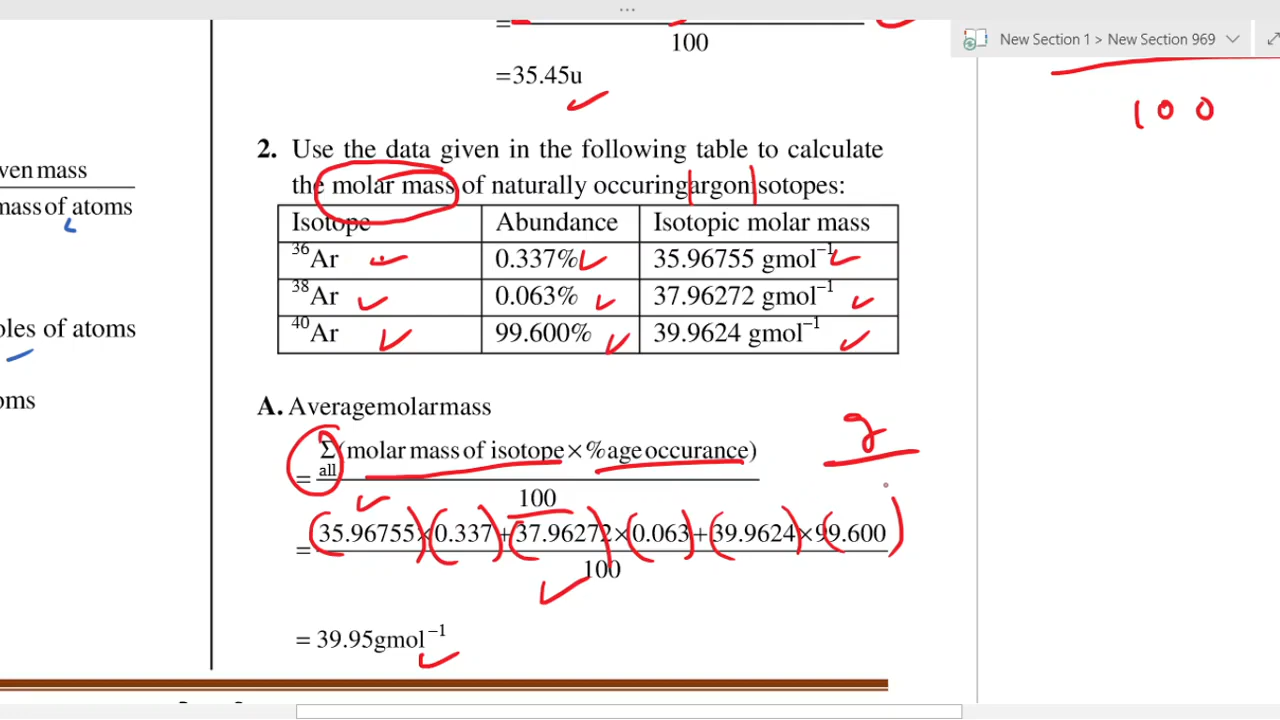 ...
New Section 1 > New Section 969
100
=
100
=35.45u
ven mass
mass of atoms
oles of atoms
oms
2. Use the data given in the following table to calculate
the molar mass of naturally occuring argon isotopes:
Isotope Abundance Isotopic molar mass
³⁶Ar 0.337% 35.96755 gmol⁻¹
³⁸Ar 0.063% 37.96272 gmol⁻¹
⁴⁰Ar 99.600% 39.9624 gmol⁻¹
A. Averagemolarmass
= Σ all (molar mass of isotope × %age occurance)
100
= 35.96755×0.337+37.96272×0.063+39.9624×99.600
100
= 39.95gmol⁻¹